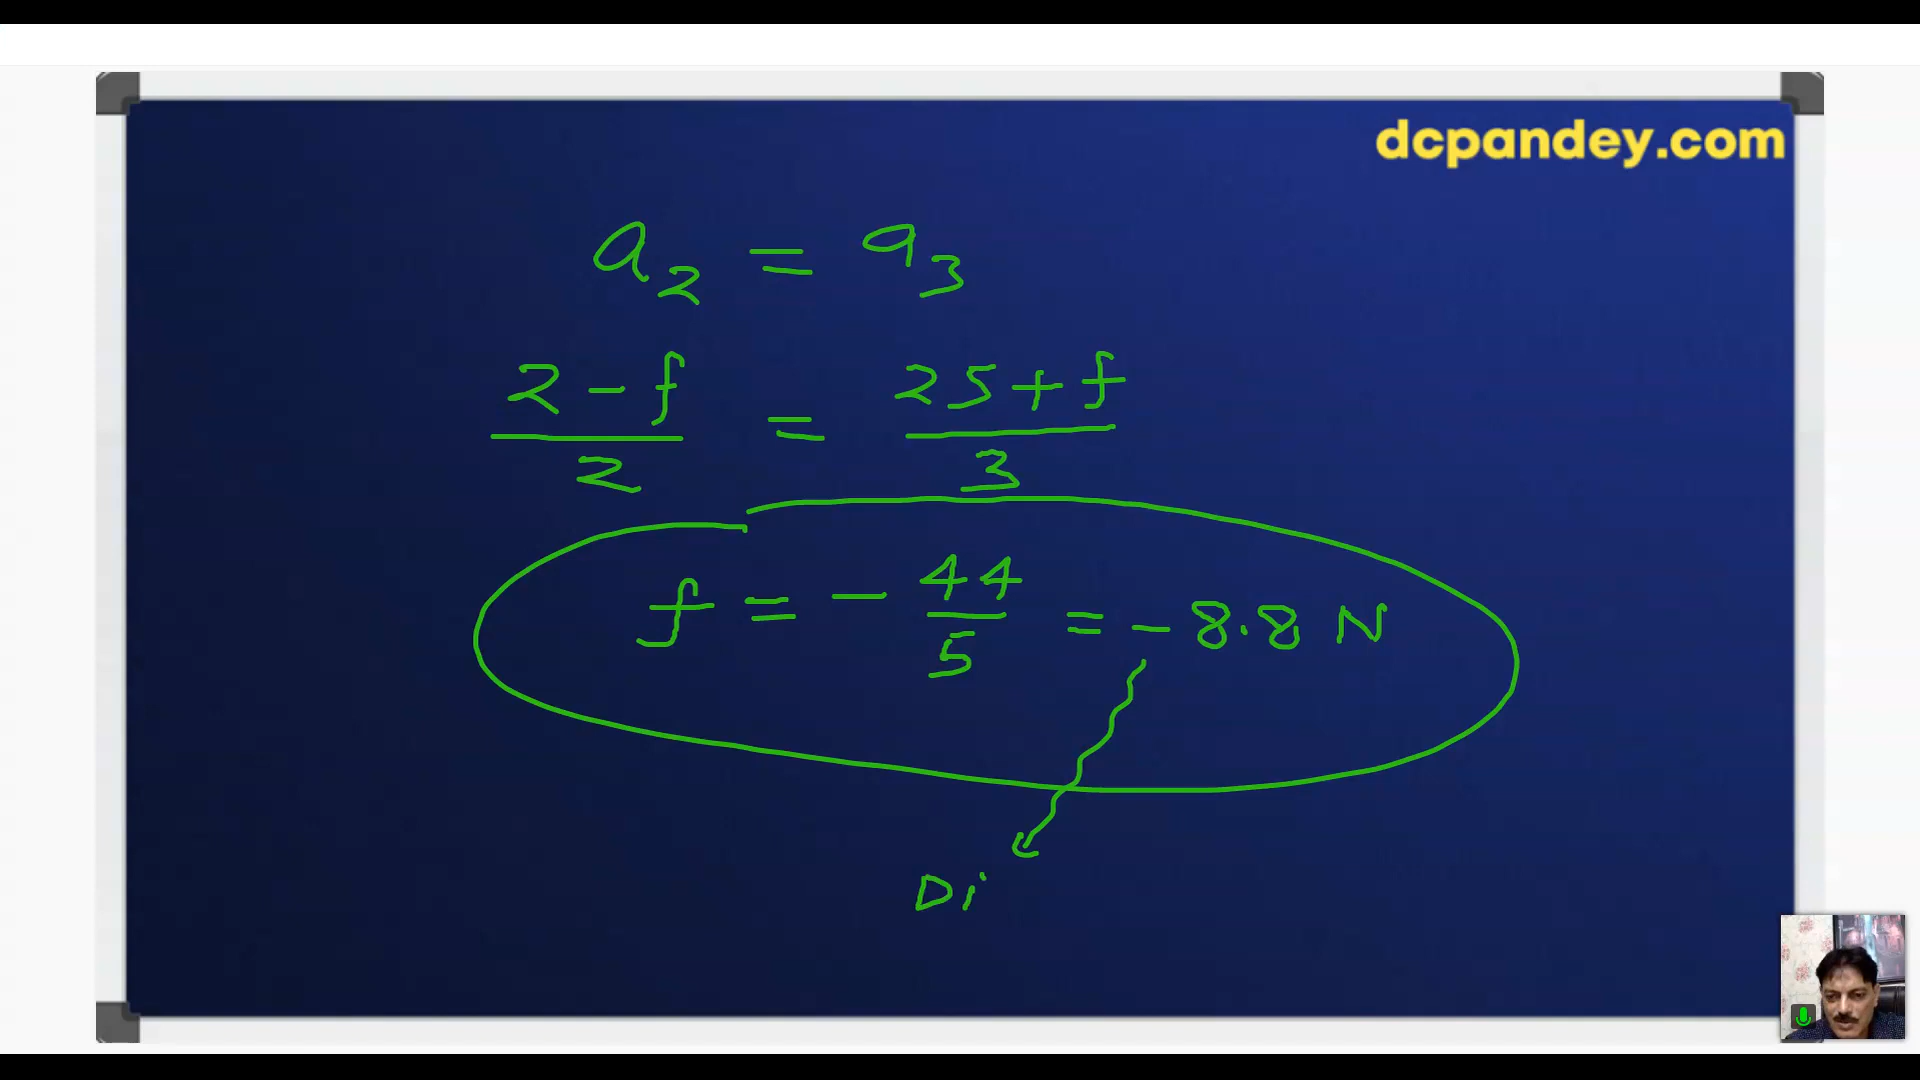 dcpandey.com
a₂ = a₃
2 - f / 2 = 25 + f / 3
f = - 44 / 5 = - 8.8 N
Di